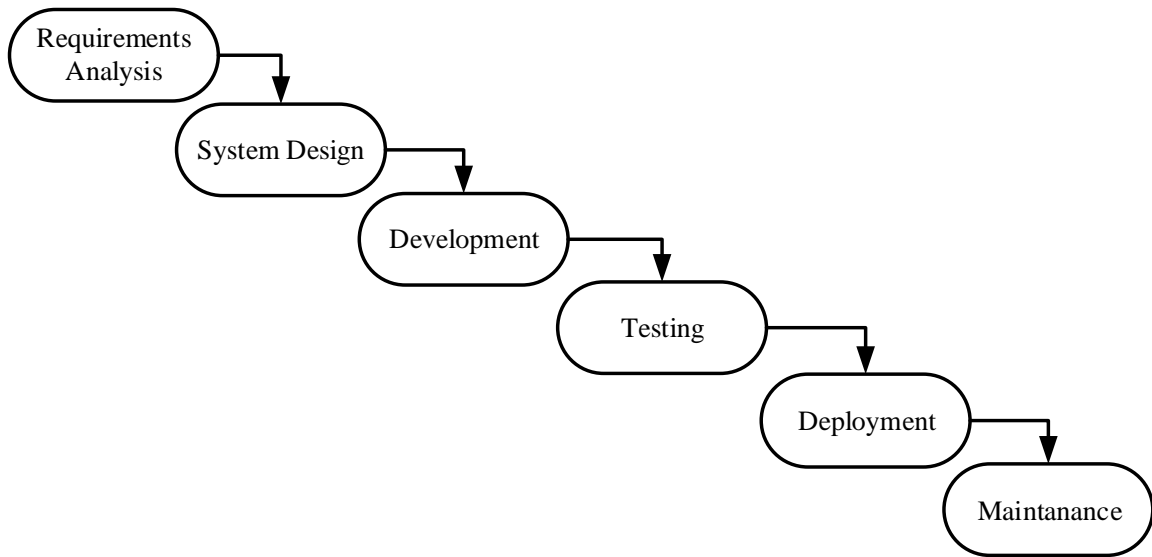 Requirements
Analysis
System Design
Development
Testing
Deployment
Maintanance